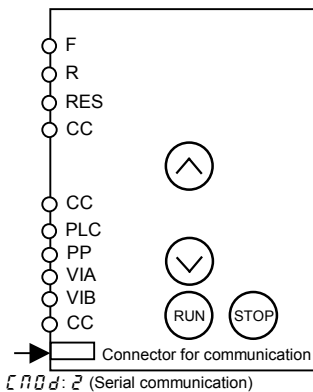 F
R
RES
CC
CC
PLC
PP
VIA
VIB
CC
RUN
STOP
Connector for communication
CMOd: 2 (Serial communication)